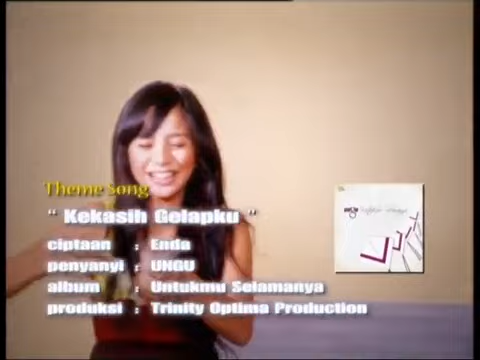 Theme Song
" Kekasih Gelapku "
ciptaan : Enda
penyanyi : UNGU
album : Untukmu Selamanya
produksi : Trinity Optima Production